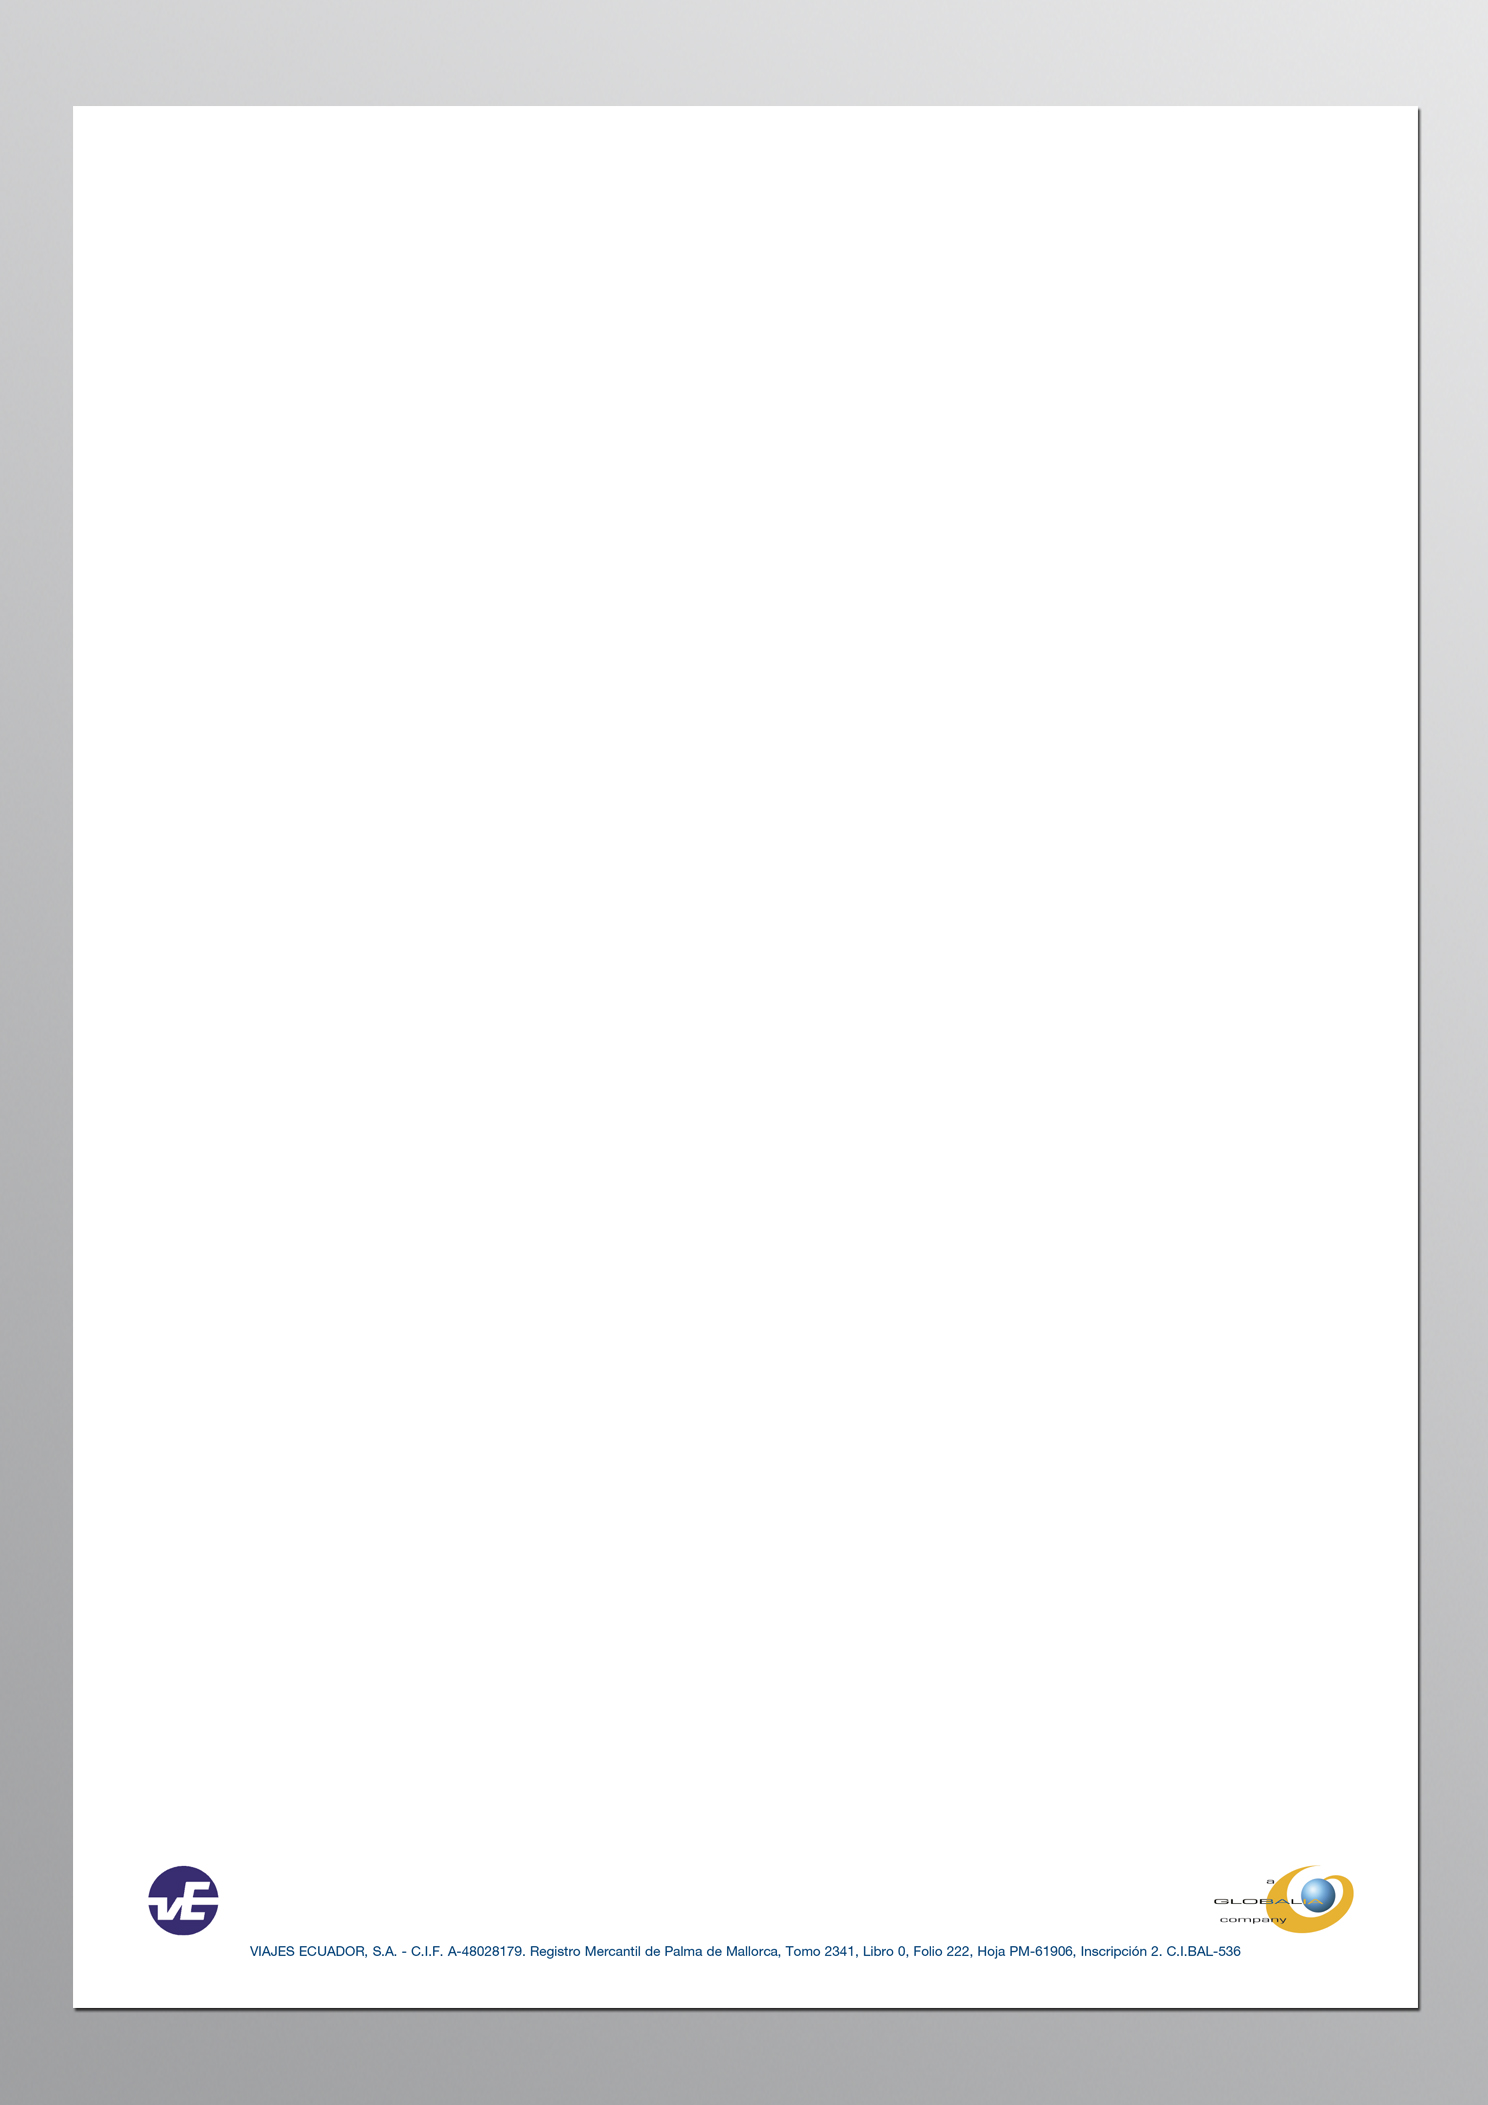 VE
a
GLOBALIA
company
VIAJES ECUADOR, S.A. - C.I.F. A-48028179. Registro Mercantil de Palma de Mallorca, Tomo 2341, Libro 0, Folio 222, Hoja PM-61906, Inscripción 2. C.I.BAL-536